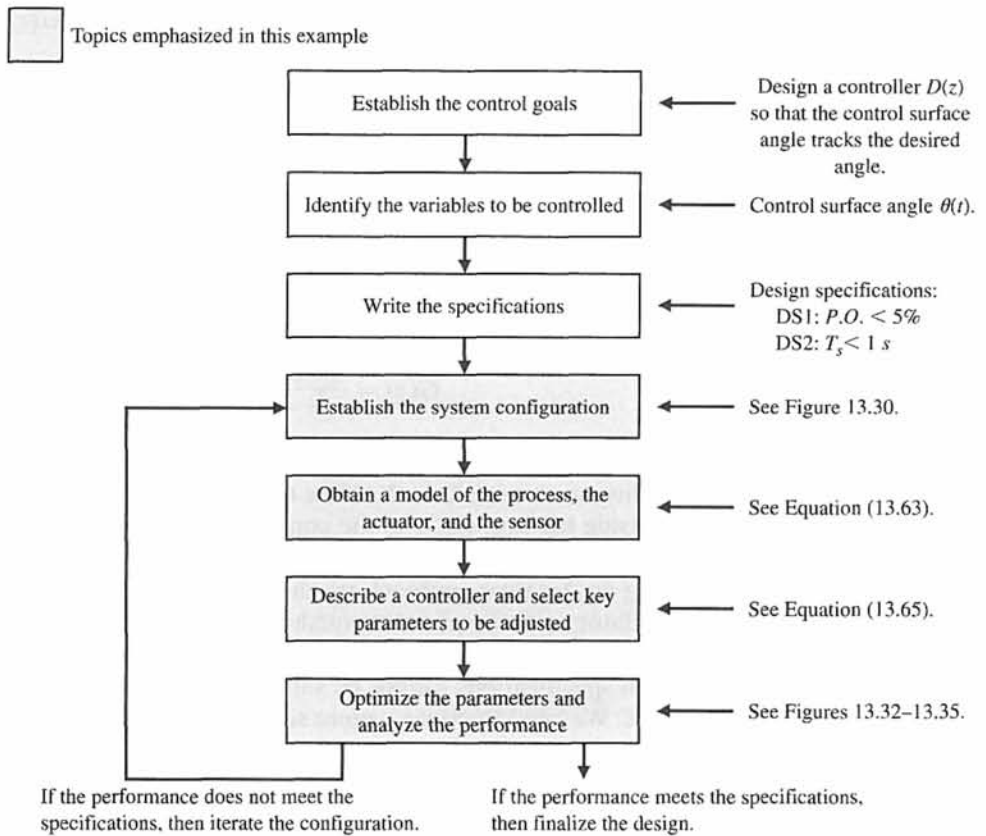 Topics emphasized in this example
Establish the control goals
Design a controller D(z)
so that the control surface
angle tracks the desired
angle.
Identify the variables to be controlled
Control surface angle θ(t).
Write the specifications
Design specifications:
DS1: P.O. < 5%
DS2: Ts < 1 s
Establish the system configuration
See Figure 13.30.
Obtain a model of the process, the
actuator, and the sensor
See Equation (13.63).
Describe a controller and select key
parameters to be adjusted
See Equation (13.65).
Optimize the parameters and
analyze the performance
See Figures 13.32–13.35.
If the performance does not meet the
specifications, then iterate the configuration.
If the performance meets the specifications,
then finalize the design.